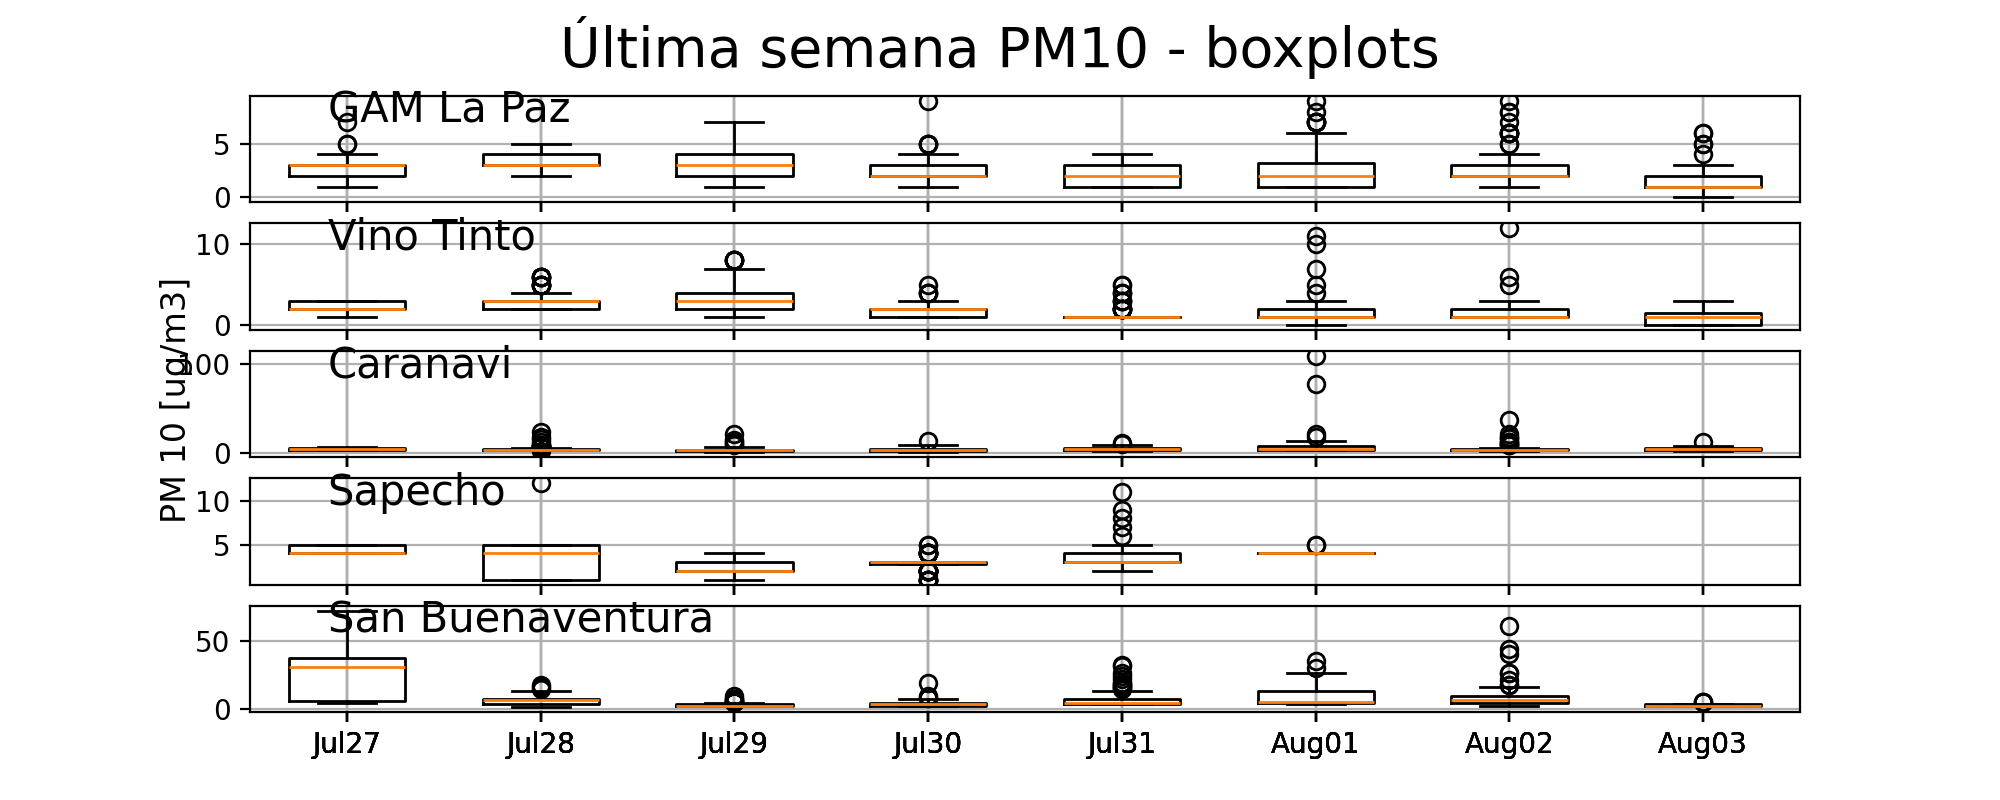 Última semana PM10 - boxplots
GAM La Paz
5
0
Vino Tinto
10
0
PM 10 [ug/m3]
Caranavi
100
0
Sapecho
10
5
San Buenaventura
50
0
Jul27 Jul28 Jul29 Jul30 Jul31 Aug01 Aug02 Aug03